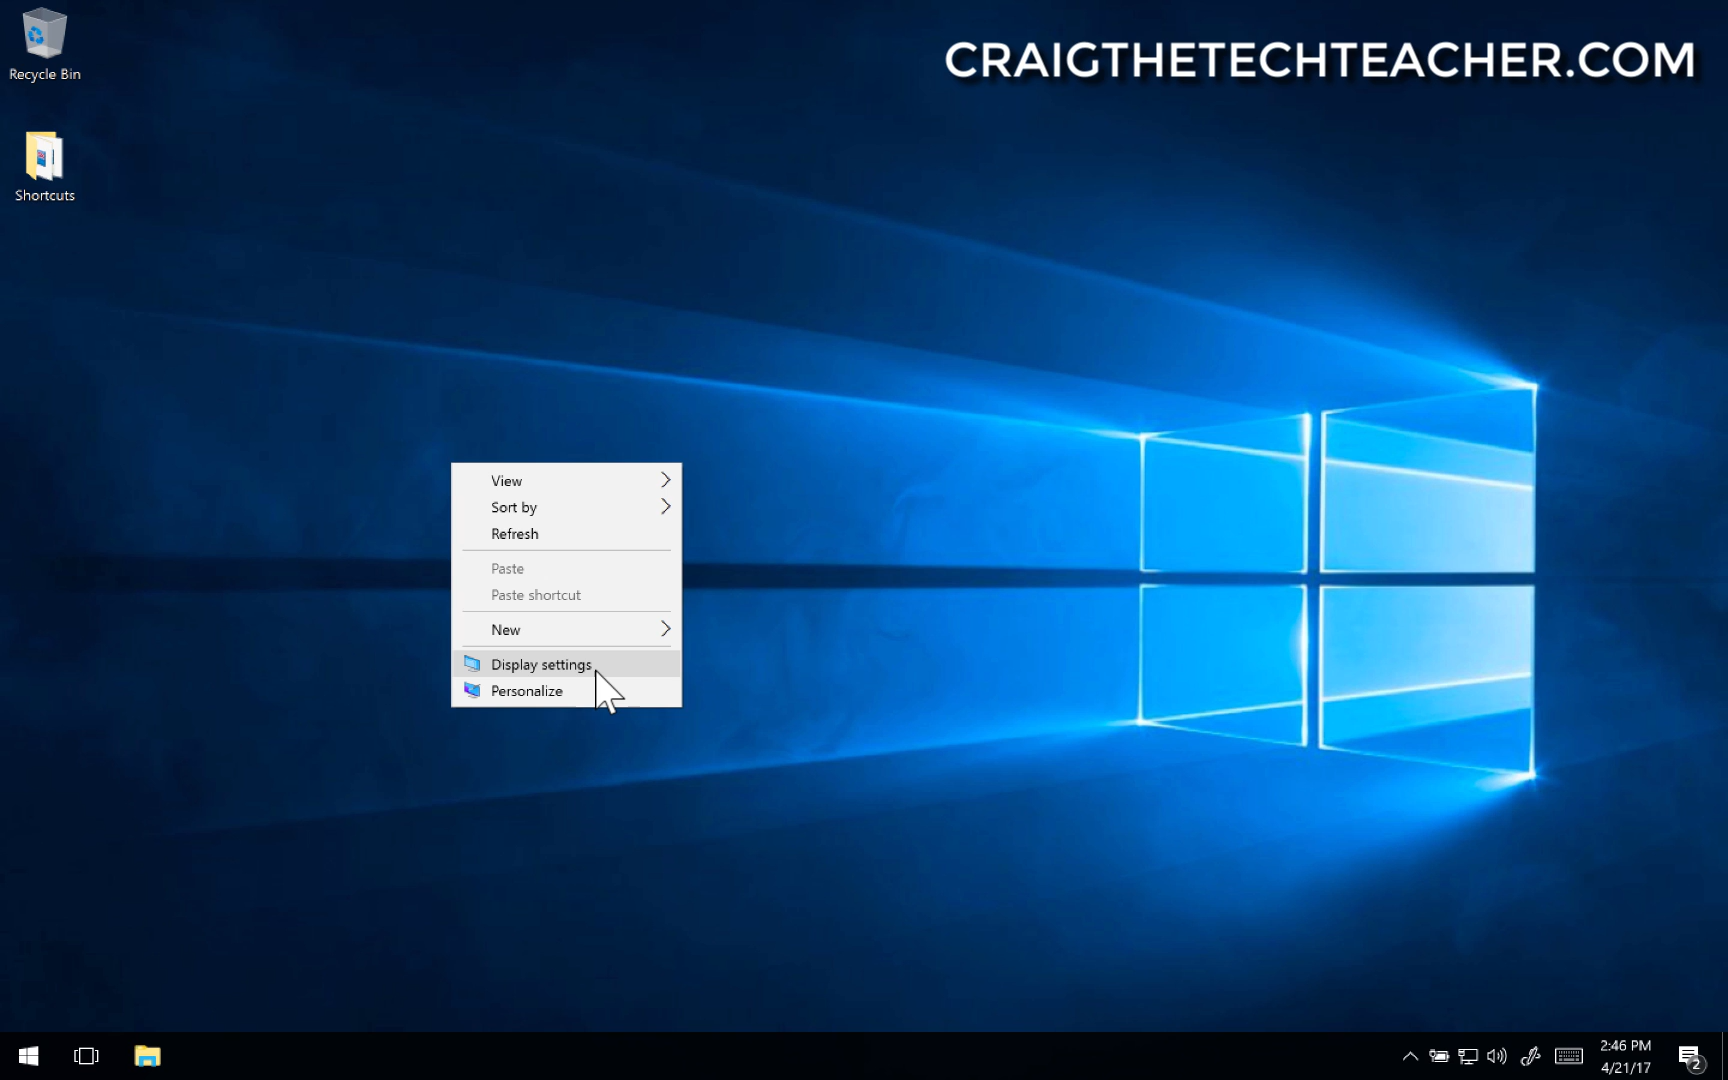 CRAIGTHETECHTEACHER.COM
Recycle Bin
Shortcuts
View
Sort by
Refresh
Paste
Paste shortcut
New
Display settings
Personalize
2:46 PM
4/21/17
2